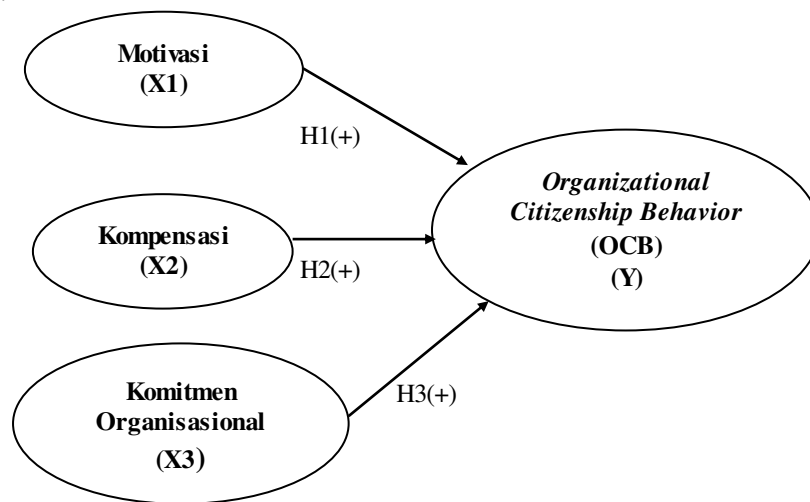 Motivasi
(X1)
H1(+)
Kompensasi
(X2)
H2(+)
Komitmen
Organisasional
(X3)
H3(+)
Organizational
Citizenship Behavior
(OCB)
(Y)